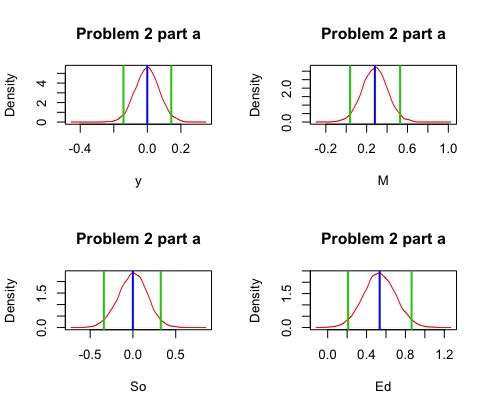 Problem 2 part a
Density
0 2 4
-0.4 0.0 0.2
y
Problem 2 part a
Density
0.0 2.0
-0.2 0.2 0.6 1.0
M
Problem 2 part a
Density
0.0 1.5
-0.5 0.0 0.5
So
Problem 2 part a
Density
0.0 1.5
0.0 0.4 0.8 1.2
Ed